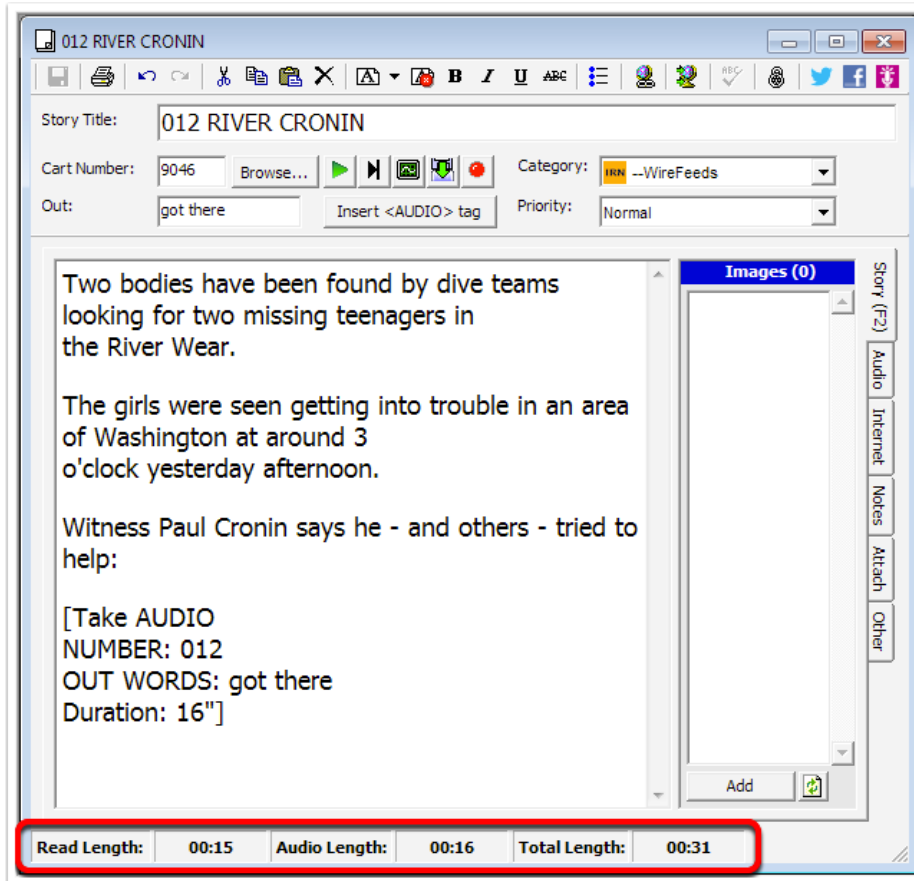 012 RIVER CRONIN
B I U ABC ABC
Story Title: 012 RIVER CRONIN
Cart Number: 9046 Browse... Category: IRN --WireFeeds
Out: got there Insert <AUDIO> tag Priority: Normal
Two bodies have been found by dive teams
looking for two missing teenagers in
the River Wear.
The girls were seen getting into trouble in an area
of Washington at around 3
o'clock yesterday afternoon.
Witness Paul Cronin says he - and others - tried to
help:
[Take AUDIO
NUMBER: 012
OUT WORDS: got there
Duration: 16"]
Images (0)
Add
Story (F2)
Audio
Internet
Notes
Attach
Other
Read Length: 00:15 Audio Length: 00:16 Total Length: 00:31